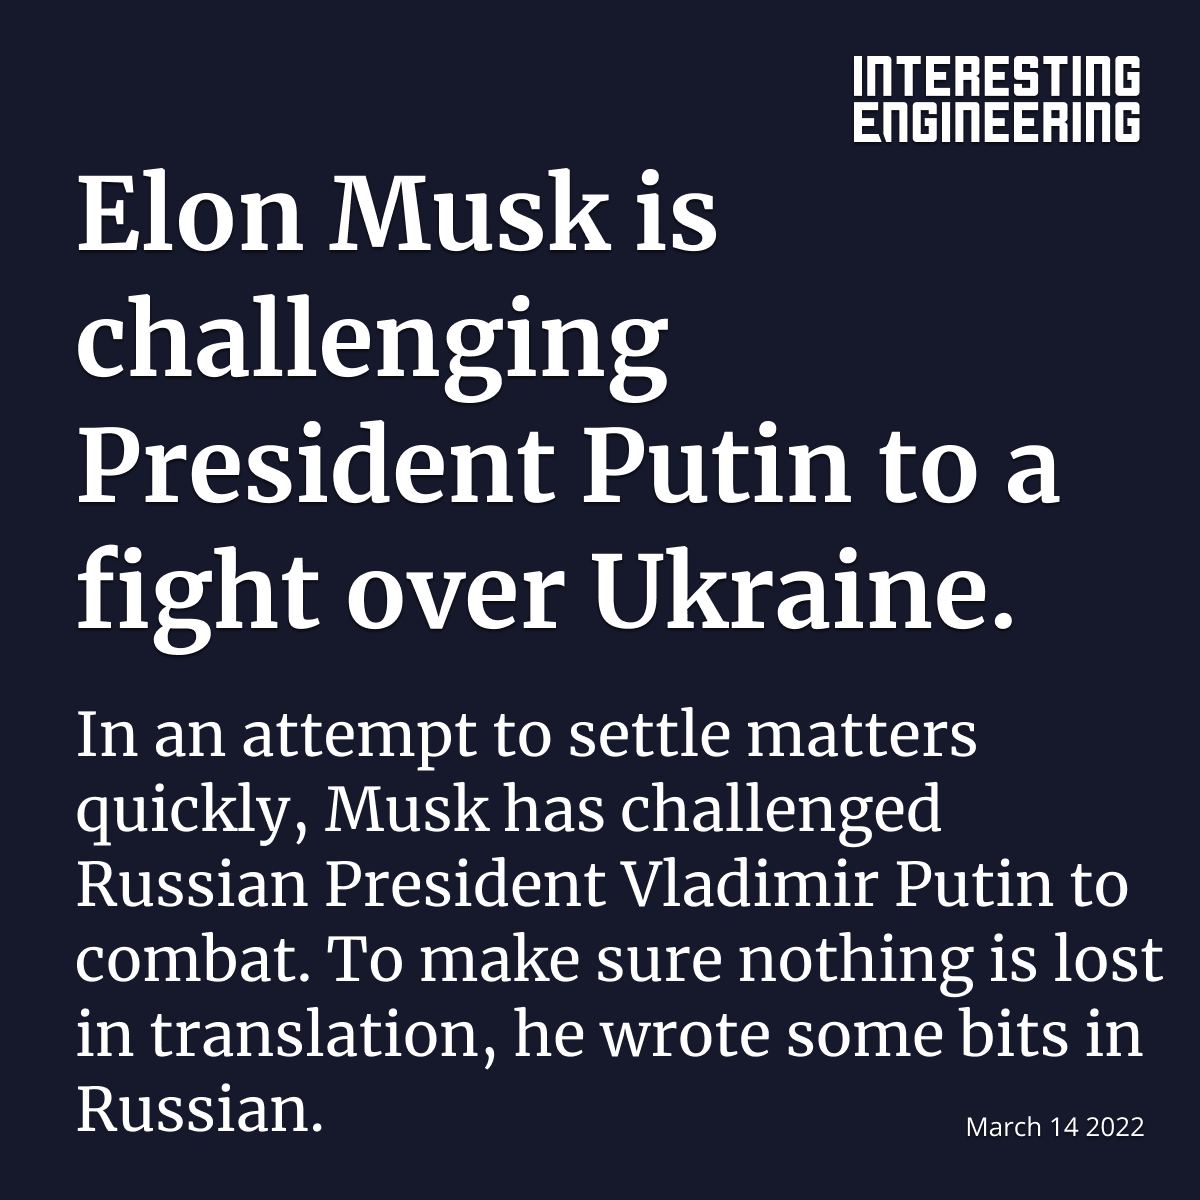 INTERESTING
ENGINEERING
Elon Musk is
challenging
President Putin to a
fight over Ukraine.
In an attempt to settle matters
quickly, Musk has challenged
Russian President Vladimir Putin to
combat. To make sure nothing is lost
in translation, he wrote some bits in
Russian.
March 14 2022